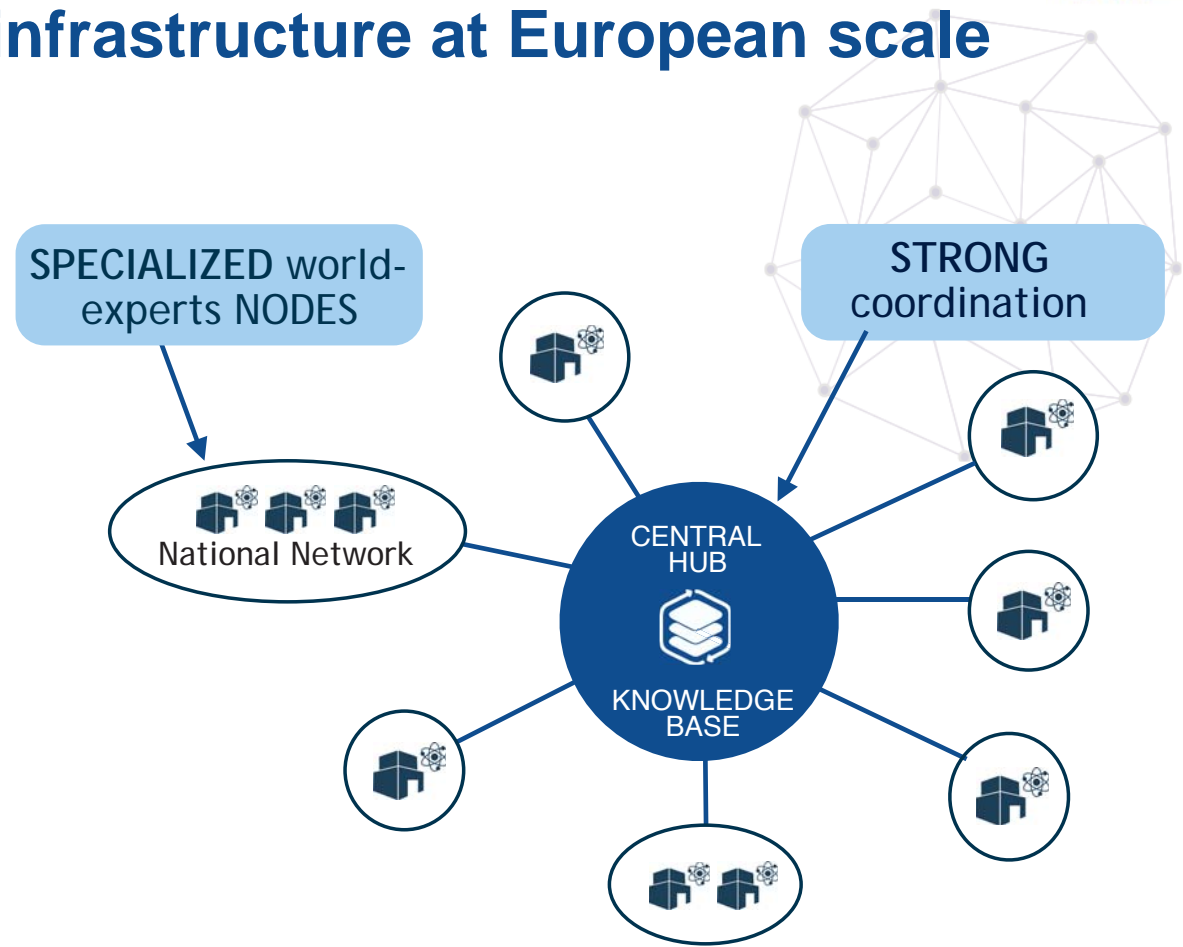 nfrastructure at European scale
SPECIALIZED world-
experts NODES
STRONG
coordination
National Network
CENTRAL
HUB
KNOWLEDGE
BASE